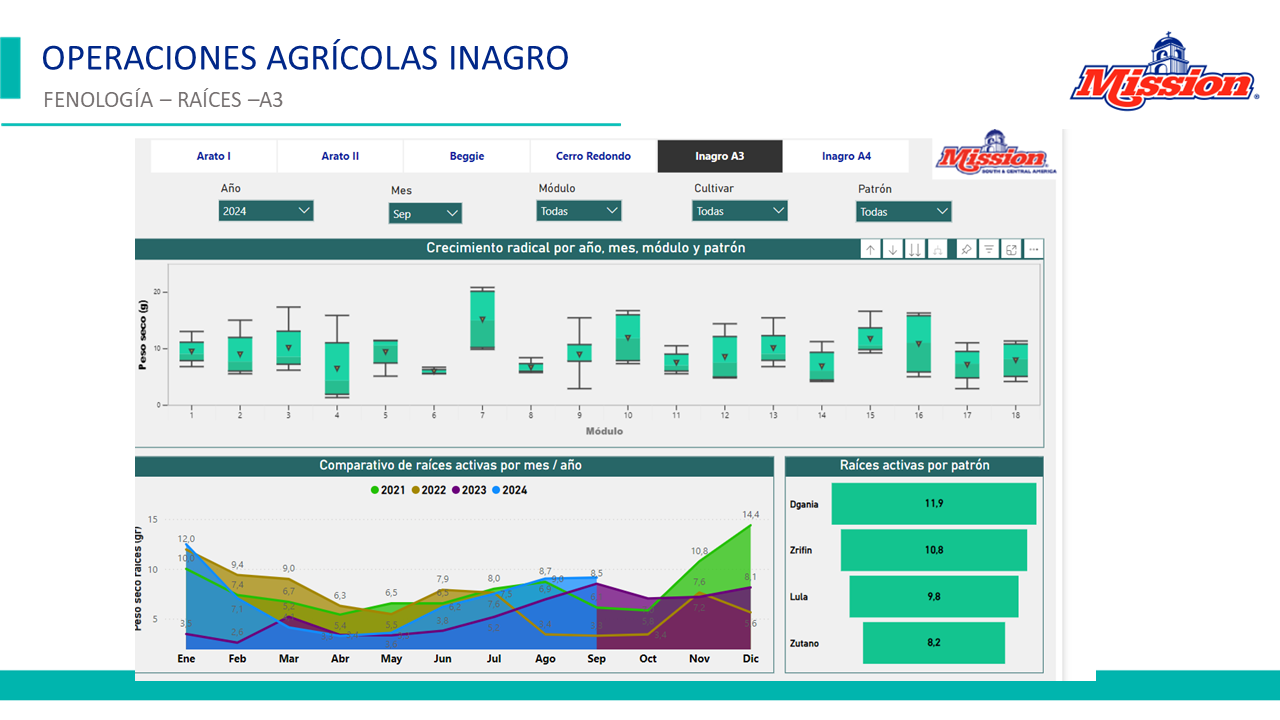 OPERACIONES AGRÍCOLAS INAGRO
FENOLOGÍA – RAÍCES –A3
Mission®
Arato I
Arato II
Beggie
Cerro Redondo
Inagro A3
Inagro A4
Mission
SOUTH & CENTRAL AMERICA
Año
2024
Mes
Sep
Módulo
Todas
Cultivar
Todas
Patrón
Todas
Crecimiento radical por año, mes, módulo y patrón
Peso seco (g)
20
10
0
1 2 3 4 5 6 7 8 9 10 11 12 13 14 15 16 17 18
Módulo
Comparativo de raíces activas por mes / año
2021 2022 2023 2024
Peso seco raíces (gr)
15
10
5
12,0
9,4
7,4
7,1
2,6
9,0
6,7
5,2
6,3
5,4
6,5
5,5
7,9
6,5
6,2
3,8
8,0
7,5
7,6
8,7
9,0
6,9
8,5
3,4
10,8
7,6
7,2
14,4
8,1
Ene Feb Mar Abr May Jun Jul Ago Sep Oct Nov Dic
Raíces activas por patrón
Dgania 11,9
Zrifin 10,8
Lula 9,8
Zutano 8,2